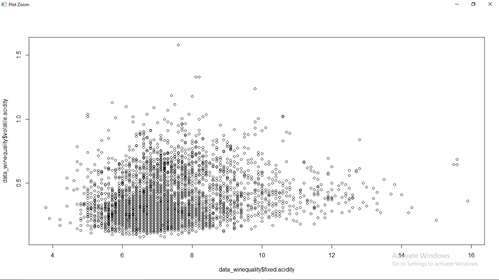 Plot Zoom
1.5
1.0
0.5
data_winequality$volatile.acidity
4
6
8
10
12
14
16
data_winequality$fixed.acidity
Activate Windows
Go to Settings to activate Windows.